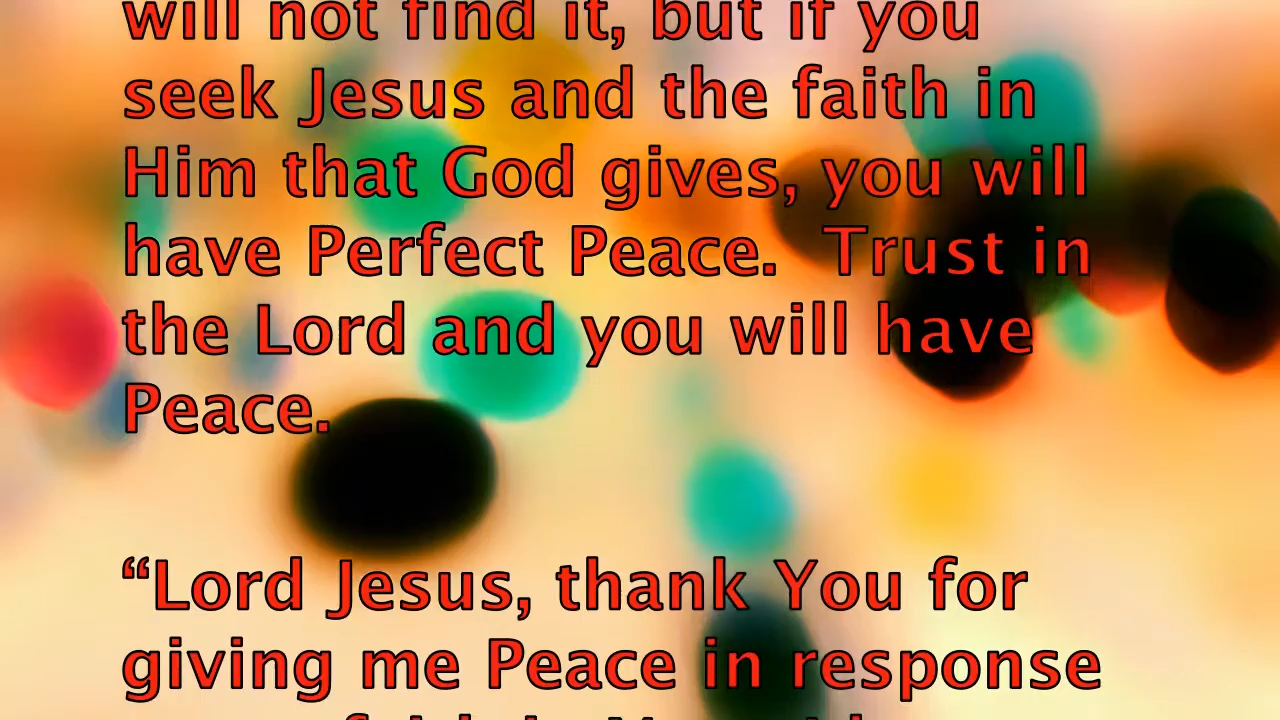 will not find it, but if you
seek Jesus and the faith in
Him that God gives, you will
have Perfect Peace.  Trust in
the Lord and you will have
Peace.
“Lord Jesus, thank You for
giving me Peace in response